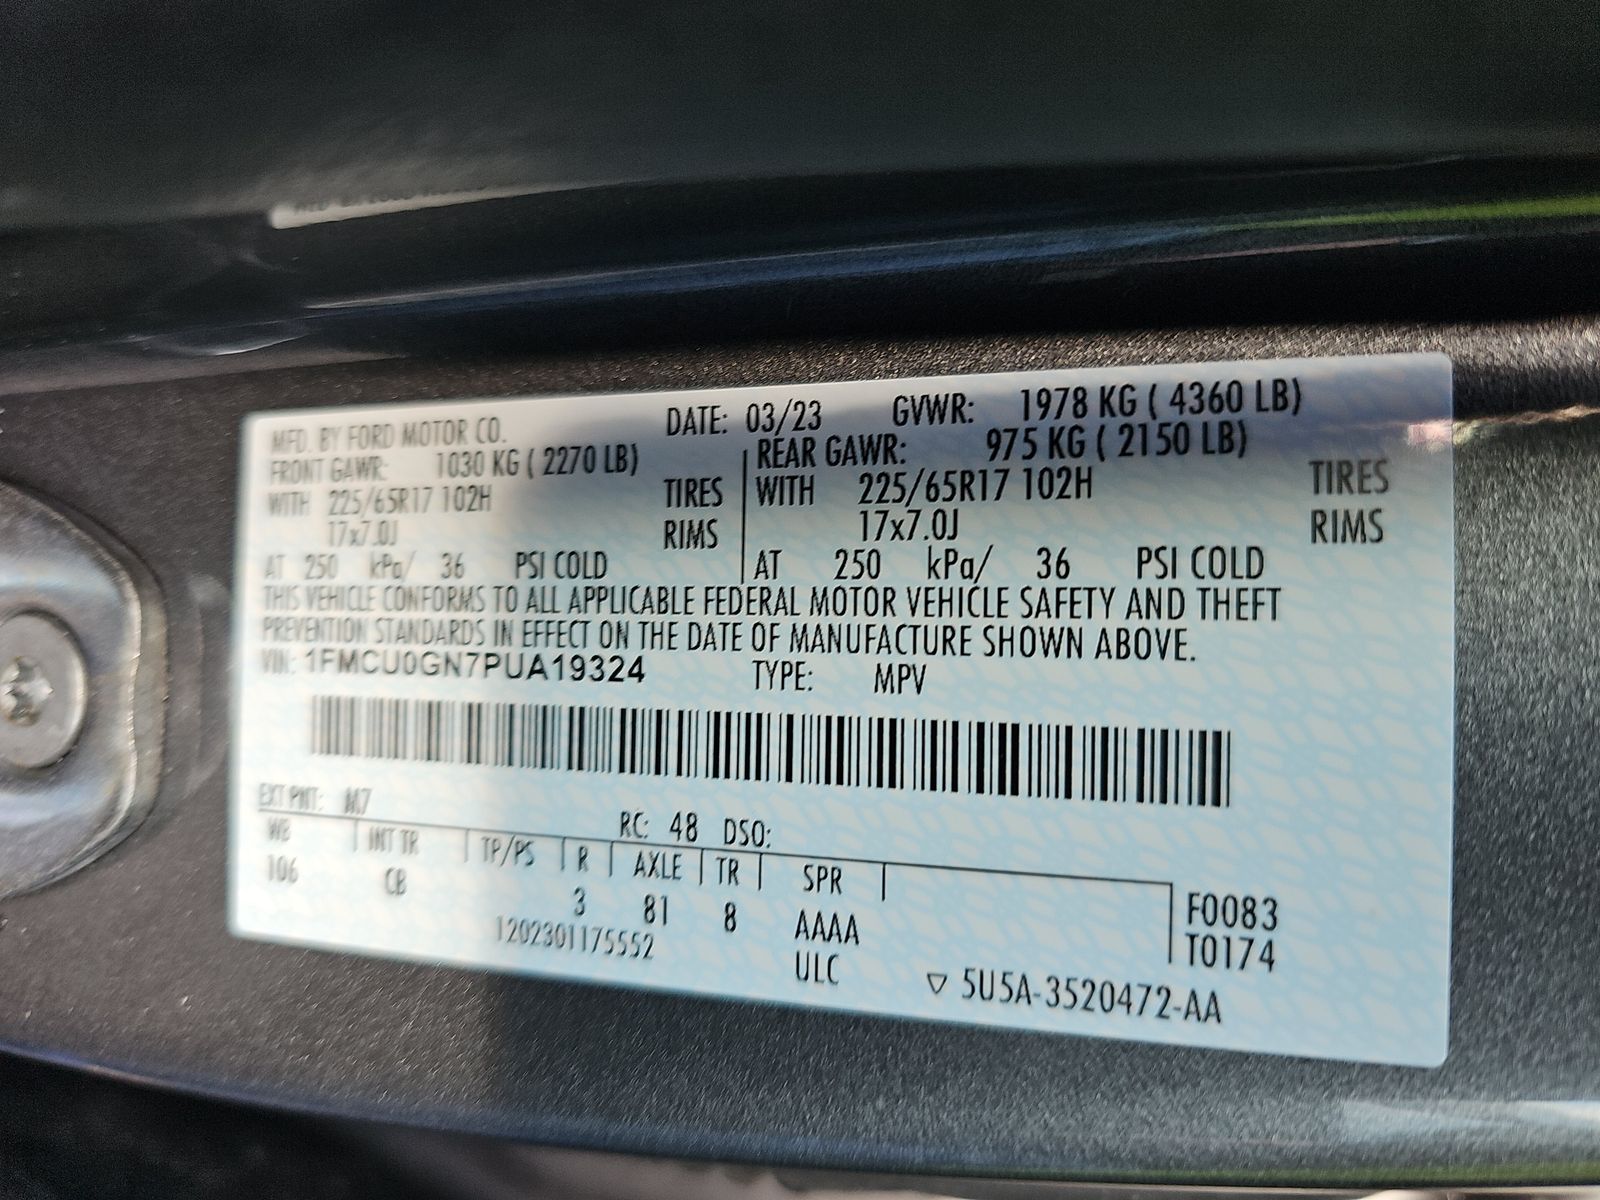 MFD. BY FORD MOTOR CO. DATE: 03/23 GVWR: 1978 KG ( 4360 LB)
FRONT GAWR: 1030 KG ( 2270 LB) REAR GAWR: 975 KG ( 2150 LB)
WITH 225/65R17 102H TIRES WITH 225/65R17 102H TIRES
17x7.0J RIMS 17x7.0J RIMS
AT 250 kPa/ 36 PSI COLD AT 250 kPa/ 36 PSI COLD
THIS VEHICLE CONFORMS TO ALL APPLICABLE FEDERAL MOTOR VEHICLE SAFETY AND THEFT
PREVENTION STANDARDS IN EFFECT ON THE DATE OF MANUFACTURE SHOWN ABOVE.
VIN: 1FMCU0GN7PUA19324 TYPE: MPV
EXT PNT: M7 RC: 48 DSO:
WB INT TR TP/PS R AXLE TR SPR
106 CB 3 81 8 AAAA F0083
1202301175552 ULC T0174
▽ 5U5A-3520472-AA